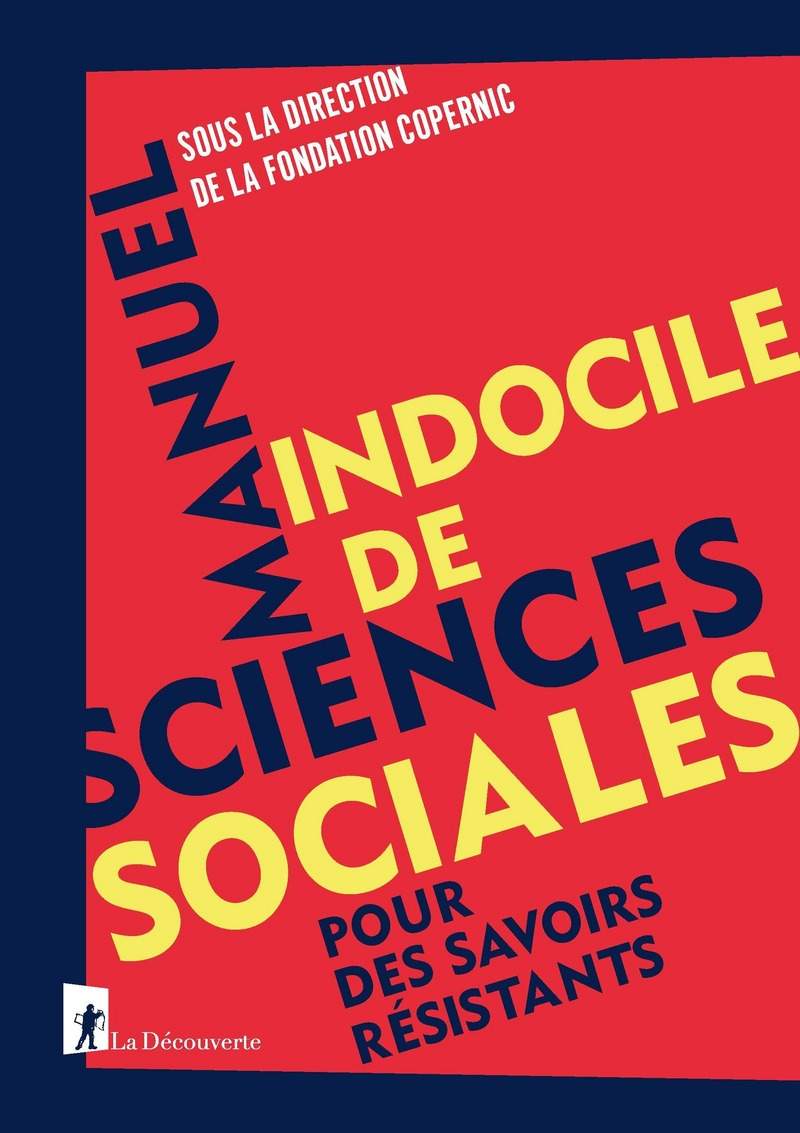 SOUS LA DIRECTION
DE LA FONDATION COPERNIC
MANUEL
INDOCILE
DE
SCIENCES
SOCIALES
POUR
DES SAVOIRS
RÉSISTANTS
La Découverte